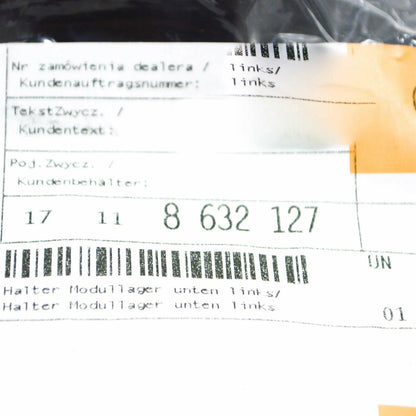 Nr zamówienia dealera / links/
Kundenauftragsnummer: links
TekstZwycz. /
Kundentext:
Poj.Zwycz. /
Kundenbehälter:
17 11 8 632 127
UN
Halter Modullager unten links/
Halter Modullager unten links
01